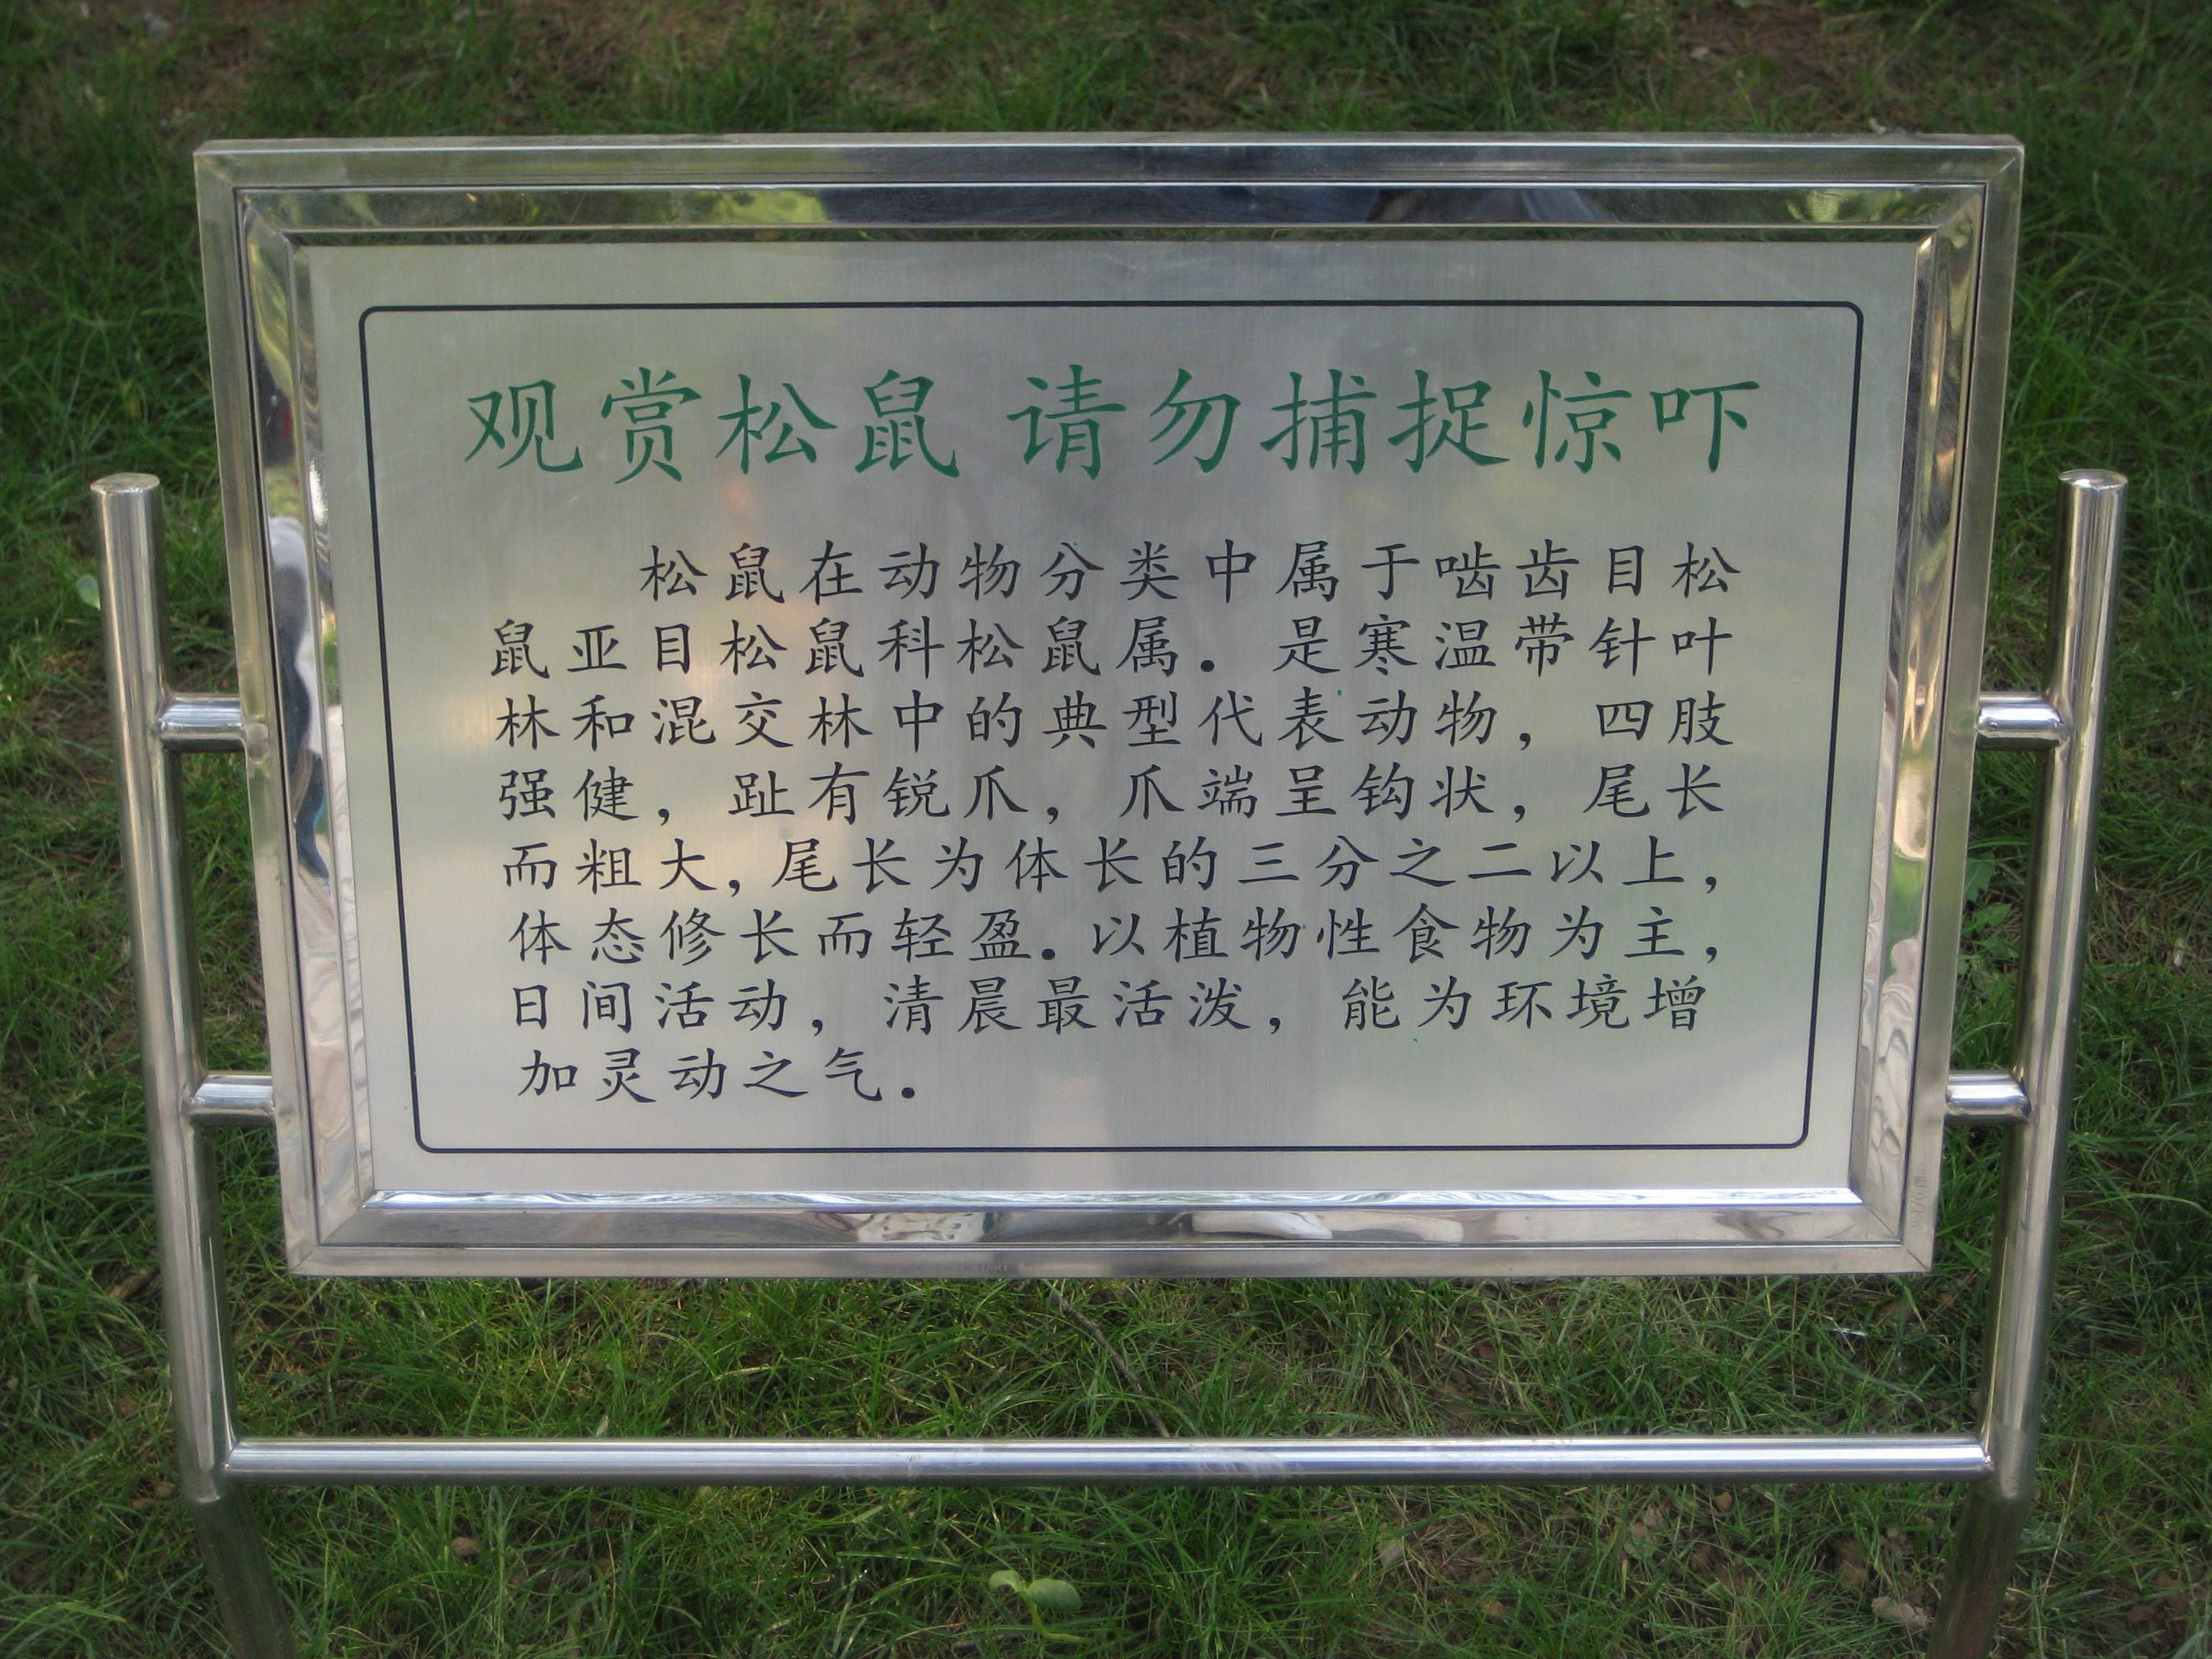 观赏松鼠 请勿捕捉惊吓
松鼠在动物分类中属于啮齿目松
鼠亚目松鼠科松鼠属．是寒温带针叶
林和混交林中的典型代表动物，四肢
强健，趾有锐爪，爪端呈钩状，尾长
而粗大，尾长为体长的三分之二以上，
体态修长而轻盈．以植物性食物为主，
日间活动，清晨最活泼，能为环境增
加灵动之气．